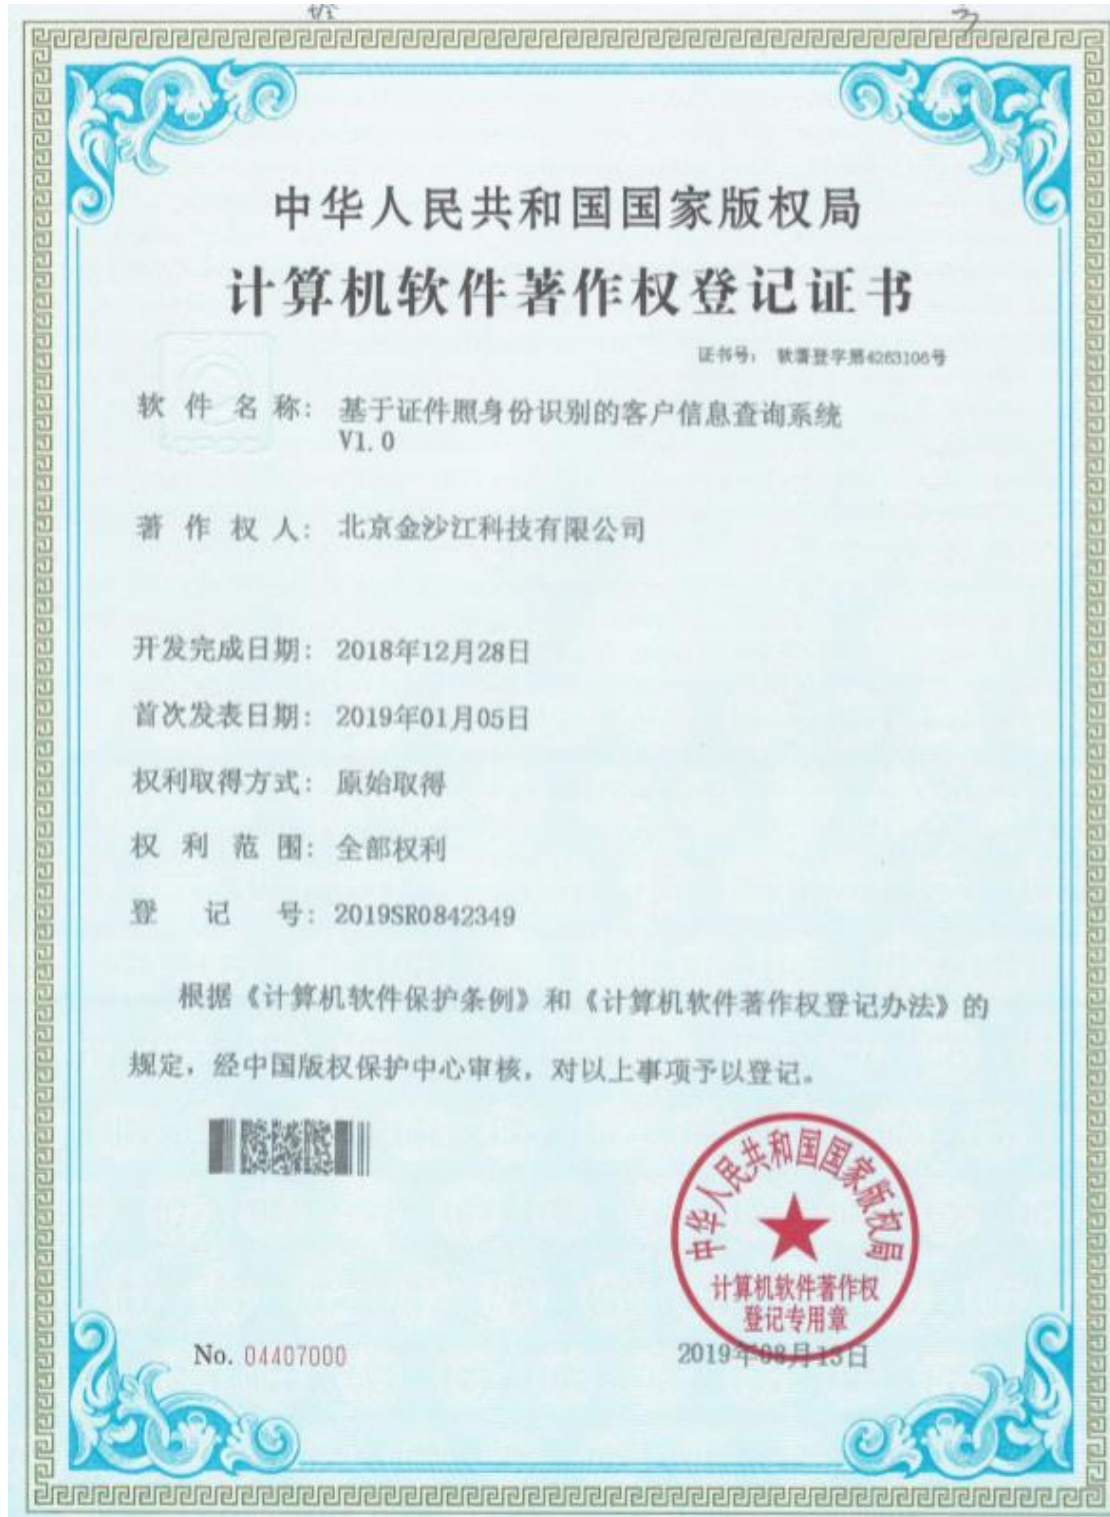 中华人民共和国国家版权局
计算机软件著作权登记证书
证书号： 软著登字第4263106号
软件名称： 基于证件照身份识别的客户信息查询系统
V1.0
著作权人： 北京金沙江科技有限公司
开发完成日期： 2018年12月28日
首次发表日期： 2019年01月05日
权利取得方式： 原始取得
权利范围： 全部权利
登记号： 2019SR0842349
根据《计算机软件保护条例》和《计算机软件著作权登记办法》的
规定，经中国版权保护中心审核，对以上事项予以登记。
中华人民共和国国家版权局
计算机软件著作权
登记专用章
No. 04407000
2019年08月13日